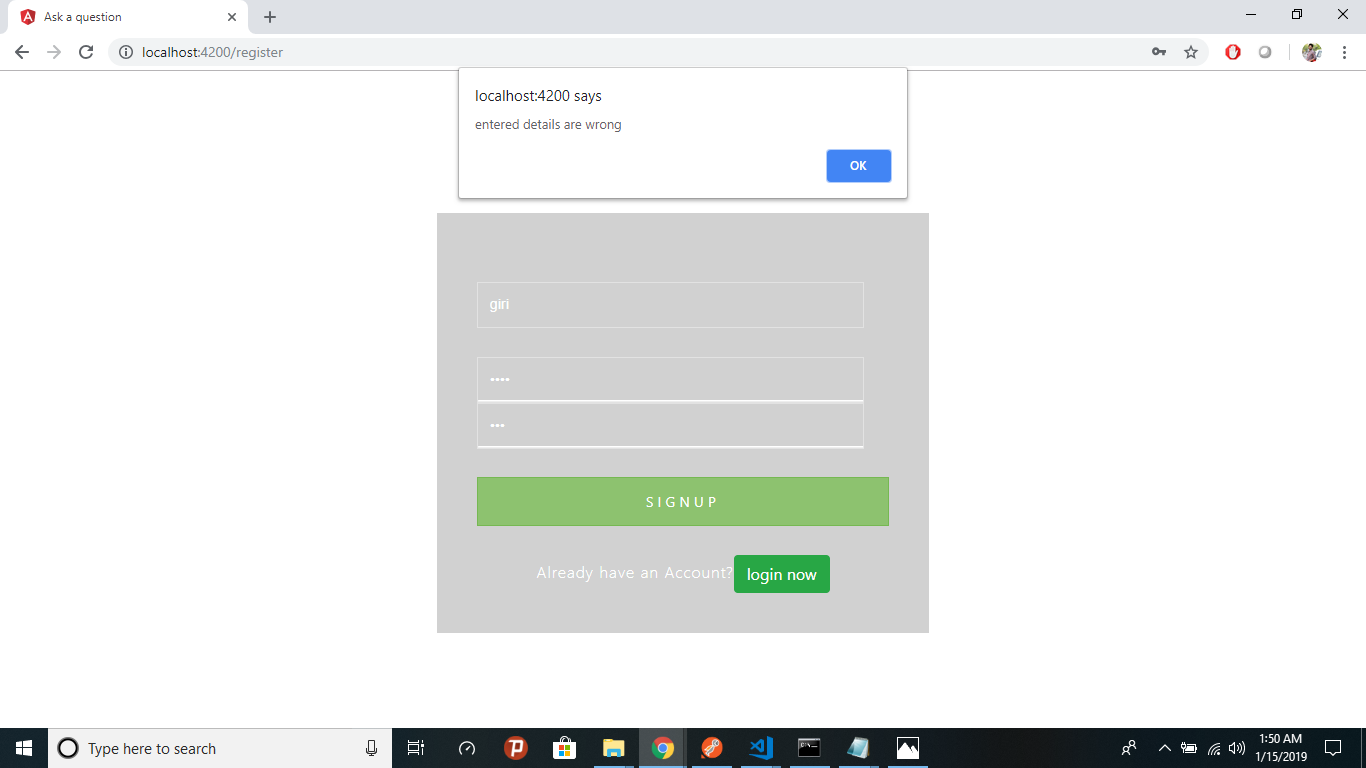 Ask a question
localhost:4200/register
localhost:4200 says
entered details are wrong
OK
giri
••••
•••
SIGNUP
Already have an Account? login now
Type here to search
1:50 AM
1/15/2019